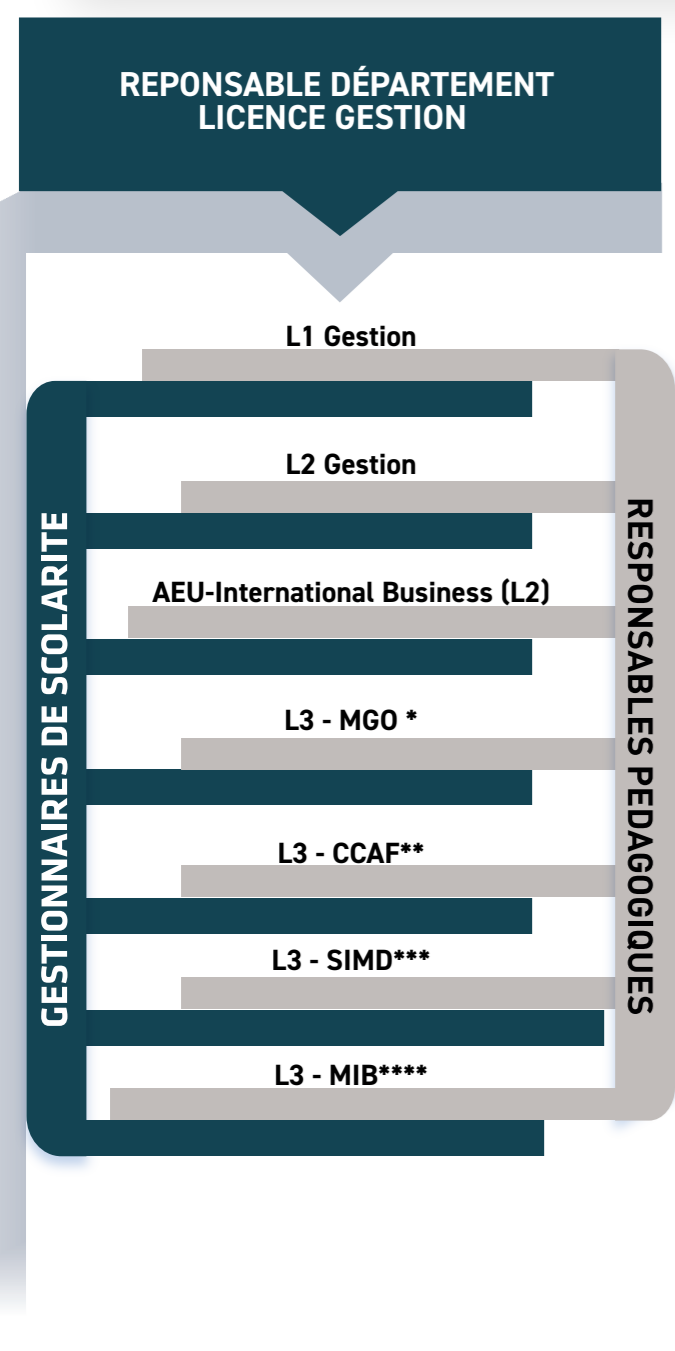 REPONSABLE DÉPARTEMENT
LICENCE GESTION
L1 Gestion
L2 Gestion
AEU-International Business (L2)
L3 - MGO *
L3 - CCAF**
L3 - SIMD***
L3 - MIB****
GESTIONNAIRES DE SCOLARITE
RESPONSABLES PEDAGOGIQUES